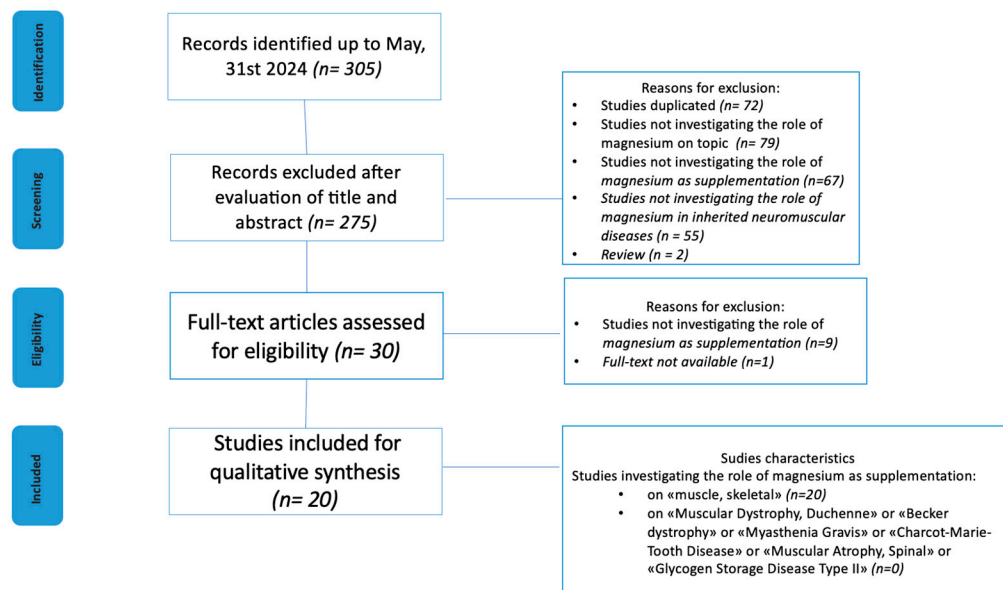 Identification
Records identified up to May,
31st 2024 (n= 305)
Screening
Records excluded after
evaluation of title and
abstract (n= 275)
Reasons for exclusion:
• Studies duplicated (n= 72)
• Studies not investigating the role of
magnesium on topic (n= 79)
• Studies not investigating the role of
magnesium as supplementation (n=67)
• Studies not investigating the role of
magnesium in inherited neuromuscular
diseases (n = 55)
• Review (n = 2)
Eligibility
Full-text articles assessed
for eligibility (n= 30)
Reasons for exclusion:
• Studies not investigating the role of
magnesium as supplementation (n=9)
• Full-text not available (n=1)
Included
Studies included for
qualitative synthesis
(n= 20)
Sudies characteristics
Studies investigating the role of magnesium as supplementation:
• on «muscle, skeletal» (n=20)
• on «Muscular Dystrophy, Duchenne» or «Becker
dystrophy» or «Myasthenia Gravis» or «Charcot-Marie-
Tooth Disease» or «Muscular Atrophy, Spinal» or
«Glycogen Storage Disease Type II» (n=0)